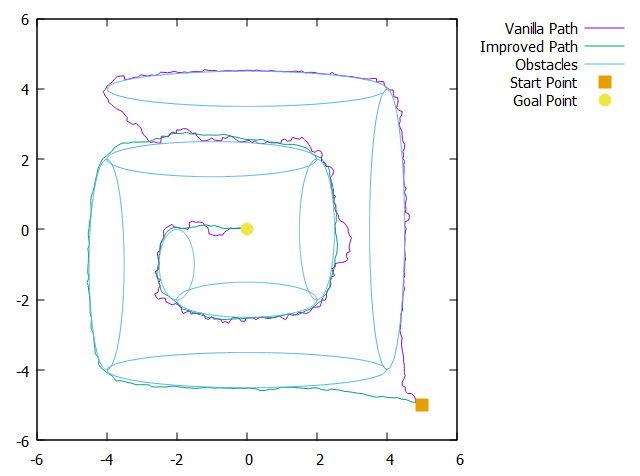 Vanilla Path
Improved Path
Obstacles
Start Point
Goal Point
6
4
2
0
-2
-4
-6
-6 -4 -2 0 2 4 6